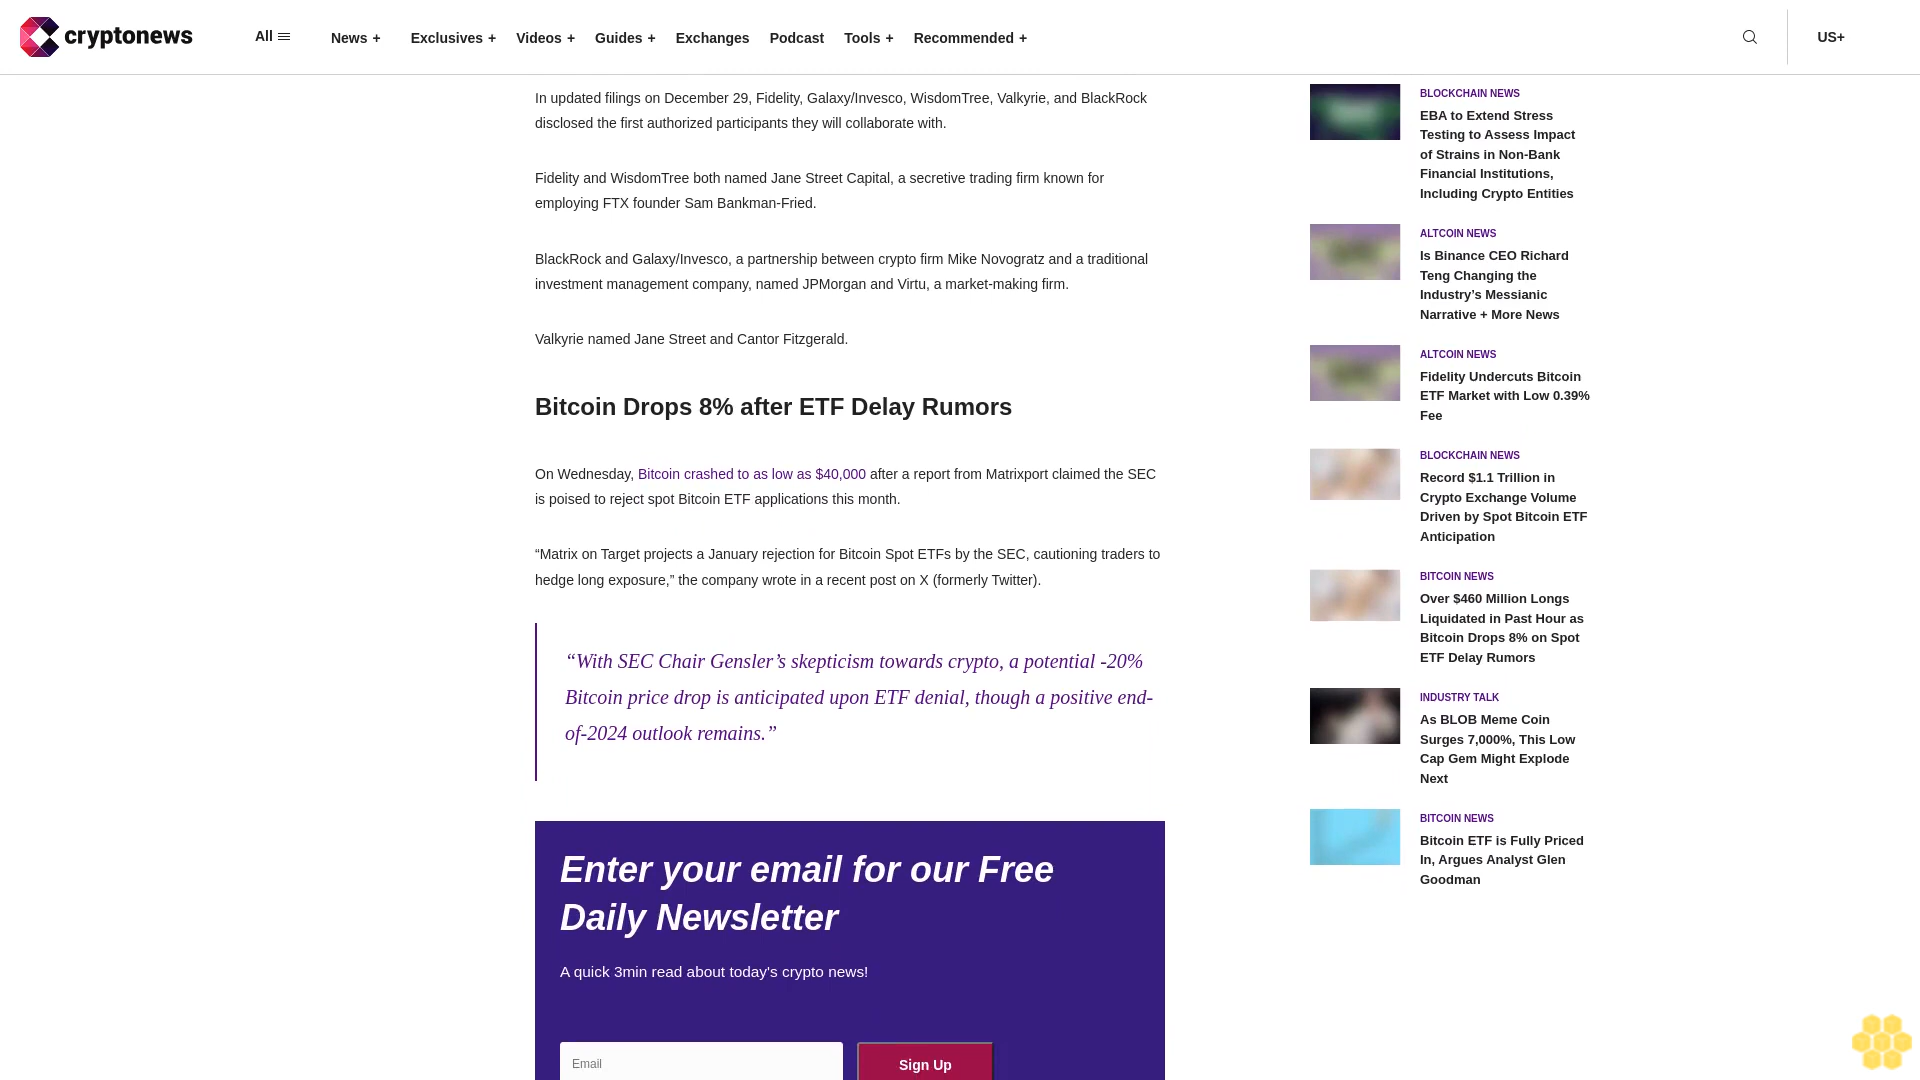 cryptonews
All
News +
Exclusives +
Videos +
Guides +
Exchanges
Podcast
Tools +
Recommended +
US+
In updated filings on December 29, Fidelity, Galaxy/Invesco, WisdomTree, Valkyrie, and BlackRock
disclosed the first authorized participants they will collaborate with.
Fidelity and WisdomTree both named Jane Street Capital, a secretive trading firm known for
employing FTX founder Sam Bankman-Fried.
BlackRock and Galaxy/Invesco, a partnership between crypto firm Mike Novogratz and a traditional
investment management company, named JPMorgan and Virtu, a market-making firm.
Valkyrie named Jane Street and Cantor Fitzgerald.
Bitcoin Drops 8% after ETF Delay Rumors
On Wednesday, Bitcoin crashed to as low as $40,000 after a report from Matrixport claimed the SEC
is poised to reject spot Bitcoin ETF applications this month.
“Matrix on Target projects a January rejection for Bitcoin Spot ETFs by the SEC, cautioning traders to
hedge long exposure,” the company wrote in a recent post on X (formerly Twitter).
“With SEC Chair Gensler’s skepticism towards crypto, a potential -20%
Bitcoin price drop is anticipated upon ETF denial, though a positive end-
of-2024 outlook remains.”
Enter your email for our Free
Daily Newsletter
A quick 3min read about today's crypto news!
Email
Sign Up
BLOCKCHAIN NEWS
EBA to Extend Stress
Testing to Assess Impact
of Strains in Non-Bank
Financial Institutions,
Including Crypto Entities
ALTCOIN NEWS
Is Binance CEO Richard
Teng Changing the
Industry’s Messianic
Narrative + More News
ALTCOIN NEWS
Fidelity Undercuts Bitcoin
ETF Market with Low 0.39%
Fee
BLOCKCHAIN NEWS
Record $1.1 Trillion in
Crypto Exchange Volume
Driven by Spot Bitcoin ETF
Anticipation
BITCOIN NEWS
Over $460 Million Longs
Liquidated in Past Hour as
Bitcoin Drops 8% on Spot
ETF Delay Rumors
INDUSTRY TALK
As BLOB Meme Coin
Surges 7,000%, This Low
Cap Gem Might Explode
Next
BITCOIN NEWS
Bitcoin ETF is Fully Priced
In, Argues Analyst Glen
Goodman